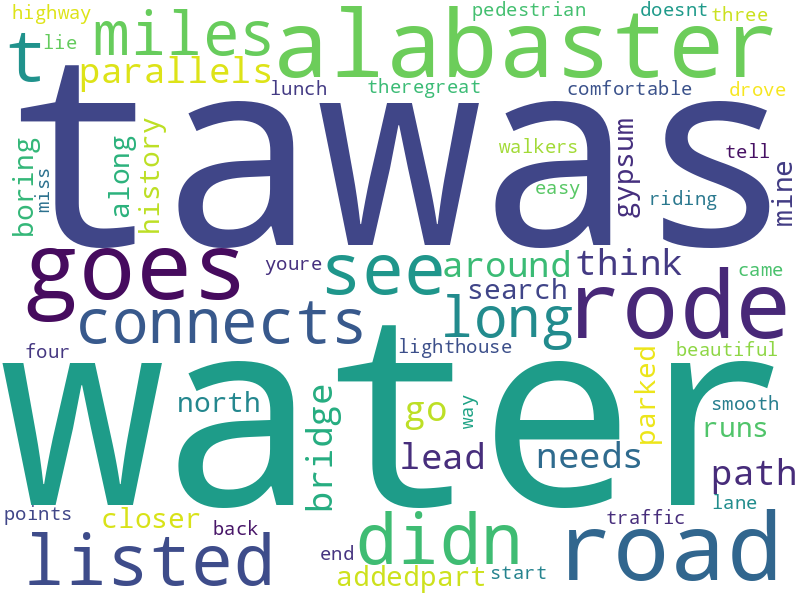 highway
pedestrian
doesnt
three
t
lie
miles
alabaster
parallels
lunch
theregreat
comfortable
drove
tawas
boring
miss
along
history
walkers
easy
gypsum
riding
tell
mine
goes
youre
see
around
think
search
came
connects
long
rode
four
lighthouse
beautiful
water
north
bridge
go
way
lead
needs
parked
smooth
runs
path
lane
points
closer
back
listed
end
didn
addedpart
start
traffic
road